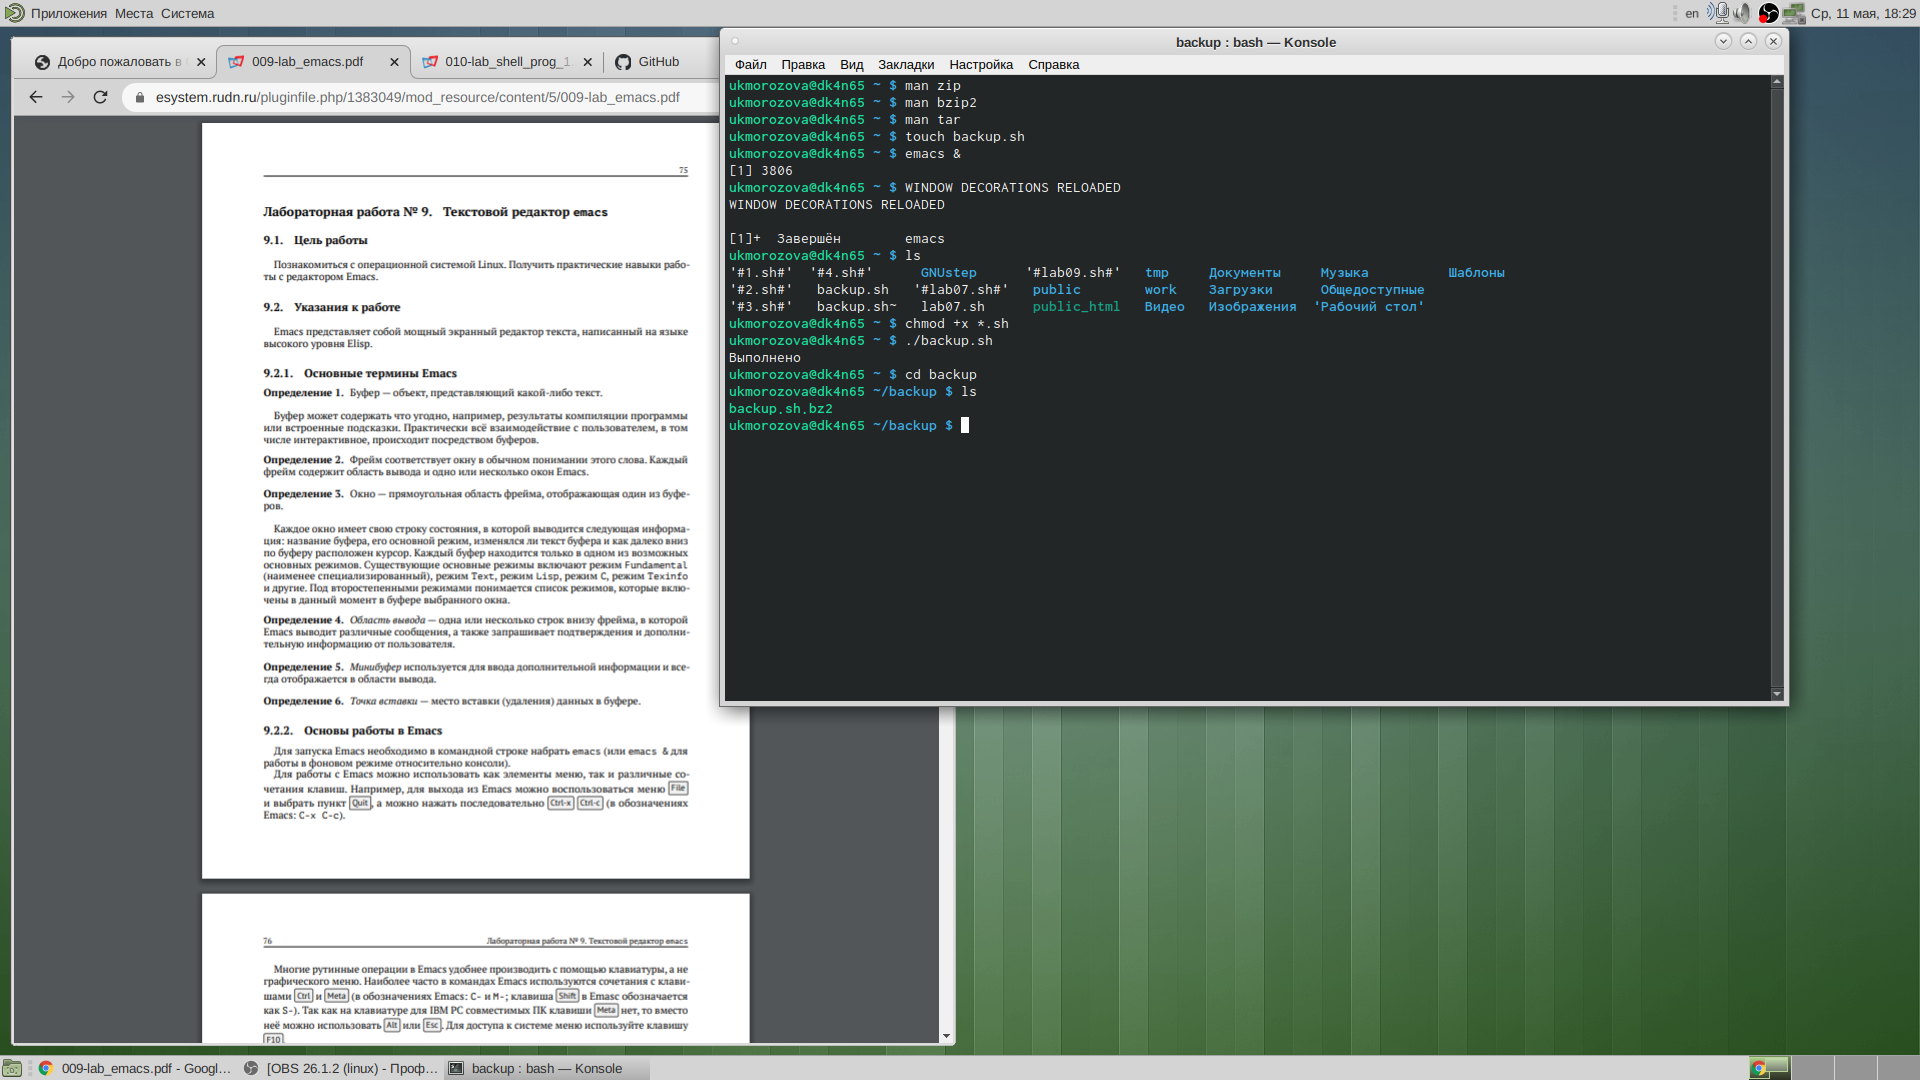 Приложения Места Система
en
Ср, 11 мая, 18:29
Добро пожаловать в
009-lab_emacs.pdf
010-lab_shell_prog_1.
GitHub
esystem.rudn.ru/pluginfile.php/1383049/mod_resource/content/5/009-lab_emacs.pdf
75
Лабораторная работа № 9. Текстовой редактор emacs
9.1. Цель работы
Познакомиться с операционной системой Linux. Получить практические навыки рабо-
ты с редактором Emacs.
9.2. Указания к работе
Emacs представляет собой мощный экранный редактор текста, написанный на языке
высокого уровня Elisp.
9.2.1. Основные термины Emacs
Определение 1. Буфер — объект, представляющий какой-либо текст.
Буфер может содержать что угодно, например, результаты компиляции программы
или встроенные подсказки. Практически всё взаимодействие с пользователем, в том
числе интерактивное, происходит посредством буферов.
Определение 2. Фрейм соответствует окну в обычном понимании этого слова. Каждый
фрейм содержит область вывода и одно или несколько окон Emacs.
Определение 3. Окно — прямоугольная область фрейма, отображающая один из буфе-
ров.
Каждое окно имеет свою строку состояния, в которой выводится следующая информа-
ция: название буфера, его основной режим, изменялся ли текст буфера и как далеко вниз
по буферу расположен курсор. Каждый буфер находится только в одном из возможных
основных режимов. Существующие основные режимы включают режим Fundamental
(наименее специализированный), режим Text, режим Lisp, режим C, режим Texinfo
и другие. Под второстепенными режимами понимается список режимов, которые вклю-
чены в данный момент в буфере выбранного окна.
Определение 4. Область вывода — одна или несколько строк внизу фрейма, в которой
Emacs выводит различные сообщения, а также запрашивает подтверждения и дополни-
тельную информацию от пользователя.
Определение 5. Минибуфер используется для ввода дополнительной информации и все-
гда отображается в области вывода.
Определение 6. Точка вставки — место вставки (удаления) данных в буфере.
9.2.2. Основы работы в Emacs
Для запуска Emacs необходимо в командной строке набрать emacs (или emacs & для
работы в фоновом режиме относительно консоли).
Для работы с Emacs можно использовать как элементы меню, так и различные со-
четания клавиш. Например, для выхода из Emacs можно воспользоваться меню File
и выбрать пункт Quit, а можно нажать последовательно Ctrl-x Ctrl-c (в обозначениях
Emacs: C-x C-c).
76 Лабораторная работа № 9. Текстовой редактор emacs
Многие рутинные операции в Emacs удобнее производить с помощью клавиатуры, а не
графического меню. Наиболее часто в командах Emacs используются сочетания с клави-
шами Ctrl и Meta (в обозначениях Emacs: C- и M-; клавиша Shift в Emasc обозначается
как S-). Так как на клавиатуре для IBM PC совместимых ПК клавиши Meta нет, то вместо
неё можно использовать Alt или Esc. Для доступа к системе меню используйте клавишу
F10
backup : bash — Konsole
Файл Правка Вид Закладки Настройка Справка
ukmorozova@dk4n65 ~ $ man zip
ukmorozova@dk4n65 ~ $ man bzip2
ukmorozova@dk4n65 ~ $ man tar
ukmorozova@dk4n65 ~ $ touch backup.sh
ukmorozova@dk4n65 ~ $ emacs &
[1] 3806
ukmorozova@dk4n65 ~ $ WINDOW DECORATIONS RELOADED
WINDOW DECORATIONS RELOADED
[1]+ Завершён emacs
ukmorozova@dk4n65 ~ $ ls
'#1.sh#' '#4.sh#' GNUstep '#lab09.sh#' tmp Документы Музыка Шаблоны
'#2.sh#' backup.sh '#lab07.sh#' public work Загрузки Общедоступные
'#3.sh#' backup.sh~ lab07.sh public_html Видео Изображения 'Рабочий стол'
ukmorozova@dk4n65 ~ $ chmod +x *.sh
ukmorozova@dk4n65 ~ $ ./backup.sh
Выполнено
ukmorozova@dk4n65 ~ $ cd backup
ukmorozova@dk4n65 ~/backup $ ls
backup.sh.bz2
ukmorozova@dk4n65 ~/backup $
009-lab_emacs.pdf - Googl...
[OBS 26.1.2 (linux) - Проф...
backup : bash — Konsole